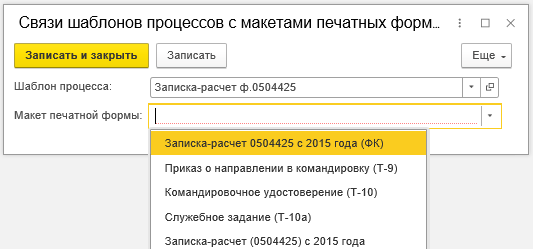 Связи шаблонов процессов с макетами печатных форм...
Записать и закрыть Записать Еще
Шаблон процесса: Записка-расчет ф.0504425
Макет печатной формы:
Записка-расчет 0504425 с 2015 года (ФК)
Приказ о направлении в командировку (Т-9)
Командировочное удостоверение (Т-10)
Служебное задание (Т-10а)
Записка-расчет (0504425) с 2015 года